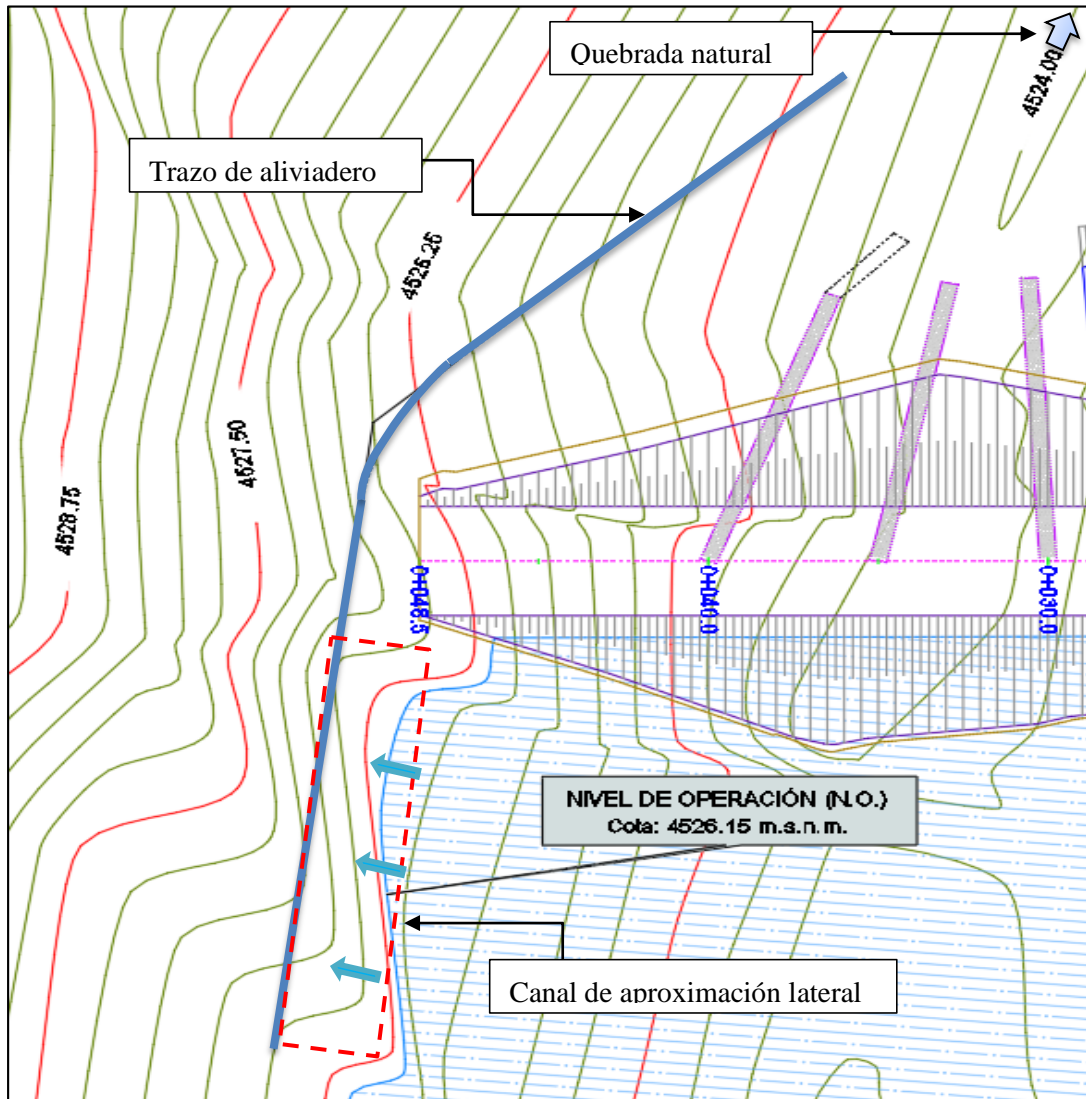 Quebrada natural
4524.00
Trazo de aliviadero
4526.25
4527.50
4528.75
0+048.5
0+040.0
0+030.0
NIVEL DE OPERACIÓN (N.O.)
Cota: 4526.15 m.s.n.m.
Canal de aproximación lateral